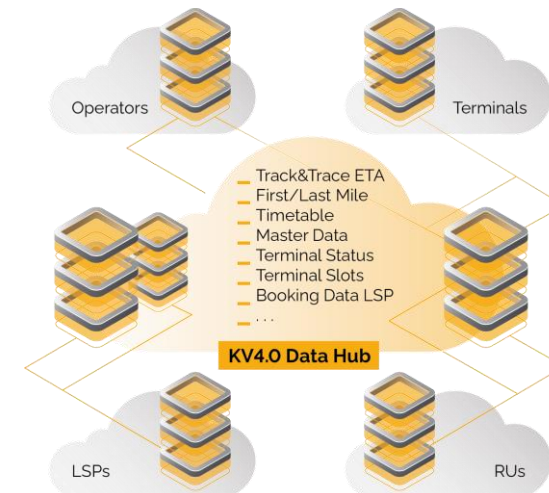 Operators
Terminals
Track&Trace ETA
First/Last Mile
Timetable
Master Data
Terminal Status
Terminal Slots
Booking Data LSP
. . .
KV4.0 Data Hub
LSPs
RUs